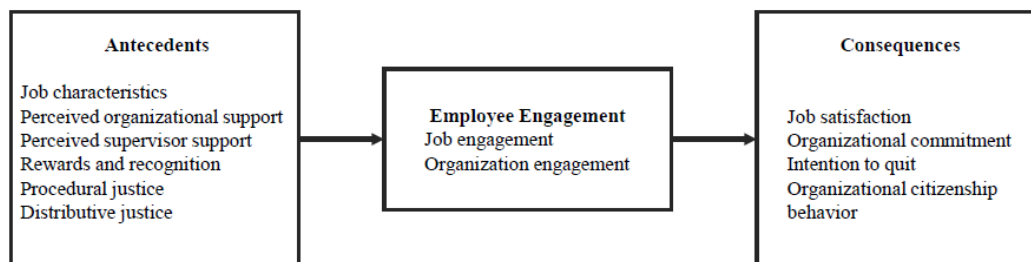 Antecedents
Job characteristics
Perceived organizational support
Perceived supervisor support
Rewards and recognition
Procedural justice
Distributive justice
Employee Engagement
Job engagement
Organization engagement
Consequences
Job satisfaction
Organizational commitment
Intention to quit
Organizational citizenship
behavior